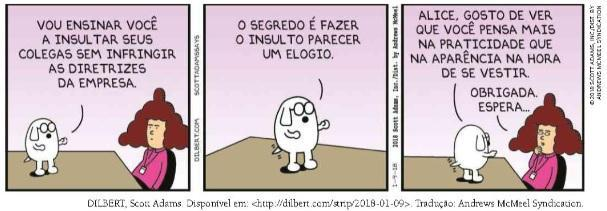 VOU ENSINAR VOCÊ
A INSULTAR SEUS
COLEGAS SEM INFRINGIR
AS DIRETRIZES
DA EMPRESA.
DILBERT.COM
SCOTTADAMSSAYS
O SEGREDO É FAZER
O INSULTO PARECER
UM ELOGIO.
1-9-18 2018 Scott Adams, Inc./Dist. by Andrews McMeel
ALICE, GOSTO DE VER
QUE VOCÊ PENSA MAIS
NA PRATICIDADE QUE
NA APARÊNCIA NA HORA
DE SE VESTIR.
OBRIGADA.
ESPERA...
©2018 SCOTT ADAMS, INC./DIST. BY
ANDREWS MCMEEL SYNDICATION
DILBERT, Scott Adams. Disponível em: <http://dilbert.com/strip/2018-01-09>. Tradução: Andrews McMeel Syndication.